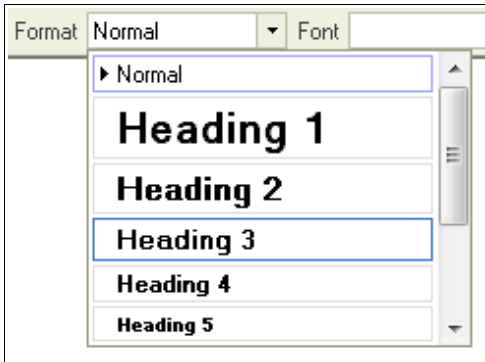 Format Normal Font
Normal
Heading 1
Heading 2
Heading 3
Heading 4
Heading 5